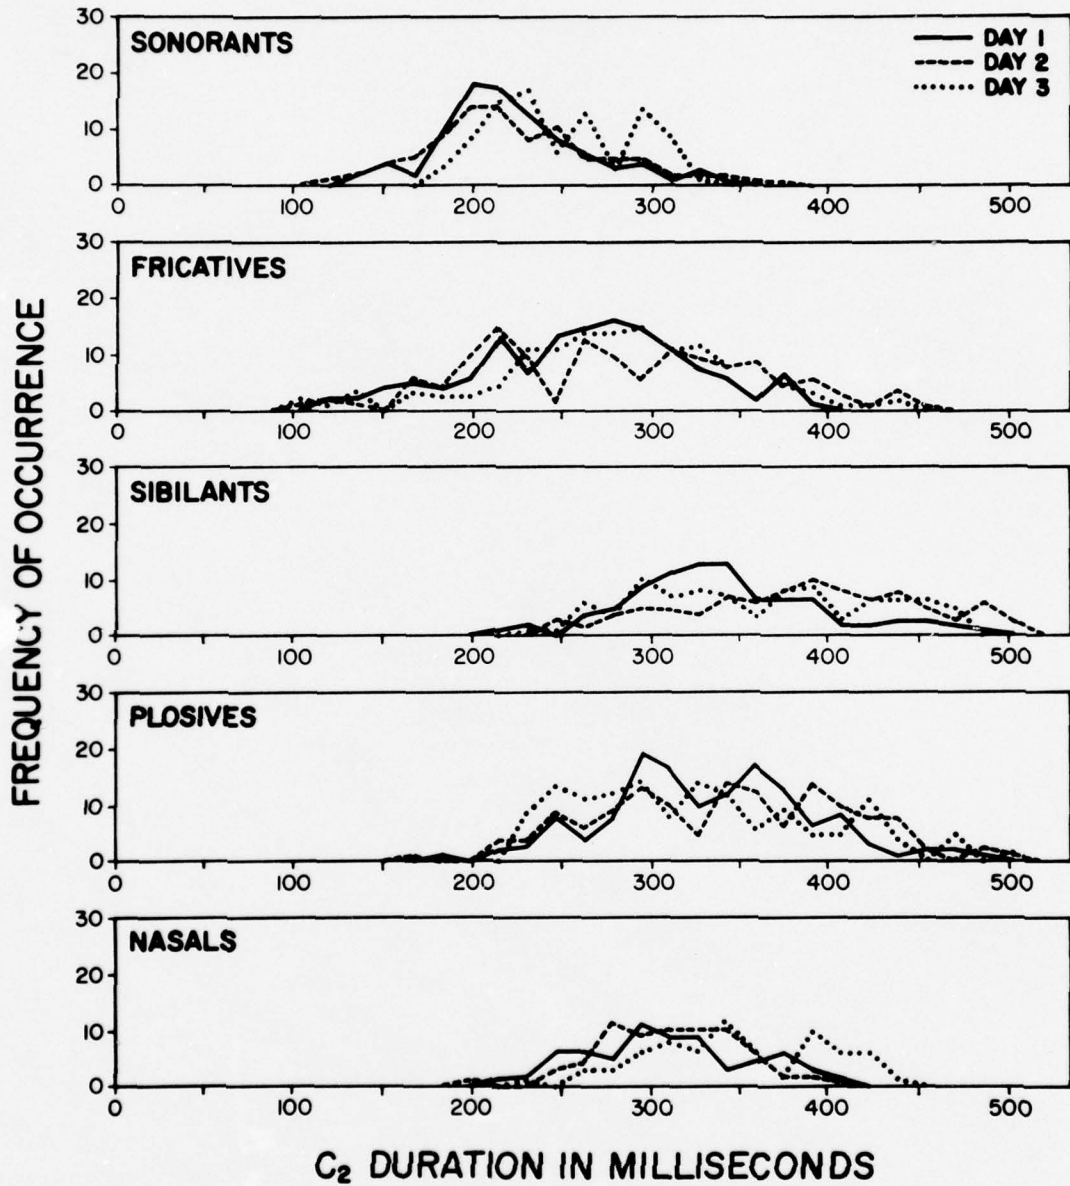 FREQUENCY OF OCCURRENCE
30
SONORANTS
DAY 1
DAY 2
DAY 3
20
10
0
0 100 200 300 400 500
30
FRICATIVES
20
10
0
0 100 200 300 400 500
30
SIBILANTS
20
10
0
0 100 200 300 400 500
30
PLOSIVES
20
10
0
0 100 200 300 400 500
30
NASALS
20
10
0
0 100 200 300 400 500
C₂ DURATION IN MILLISECONDS